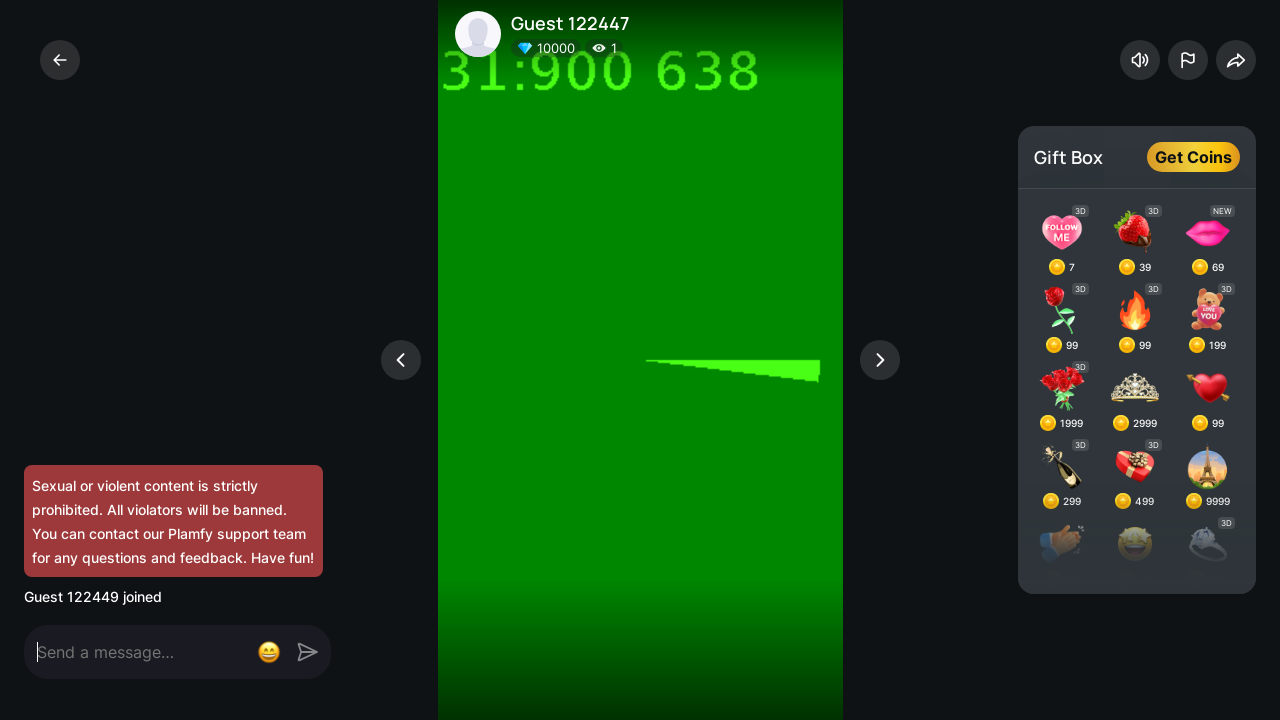 Guest 122447
10000 1
31:900 638
Gift Box
Get Coins
3D 3D NEW
FOLLOW ME
7 39 69
3D 3D 3D
LOVE YOU
99 99 199
3D
1999 2999 99
3D 3D
299 499 9999
3D
Sexual or violent content is strictly
prohibited. All violators will be banned.
You can contact our Plamfy support team
for any questions and feedback. Have fun!
Guest 122449 joined
Send a message...